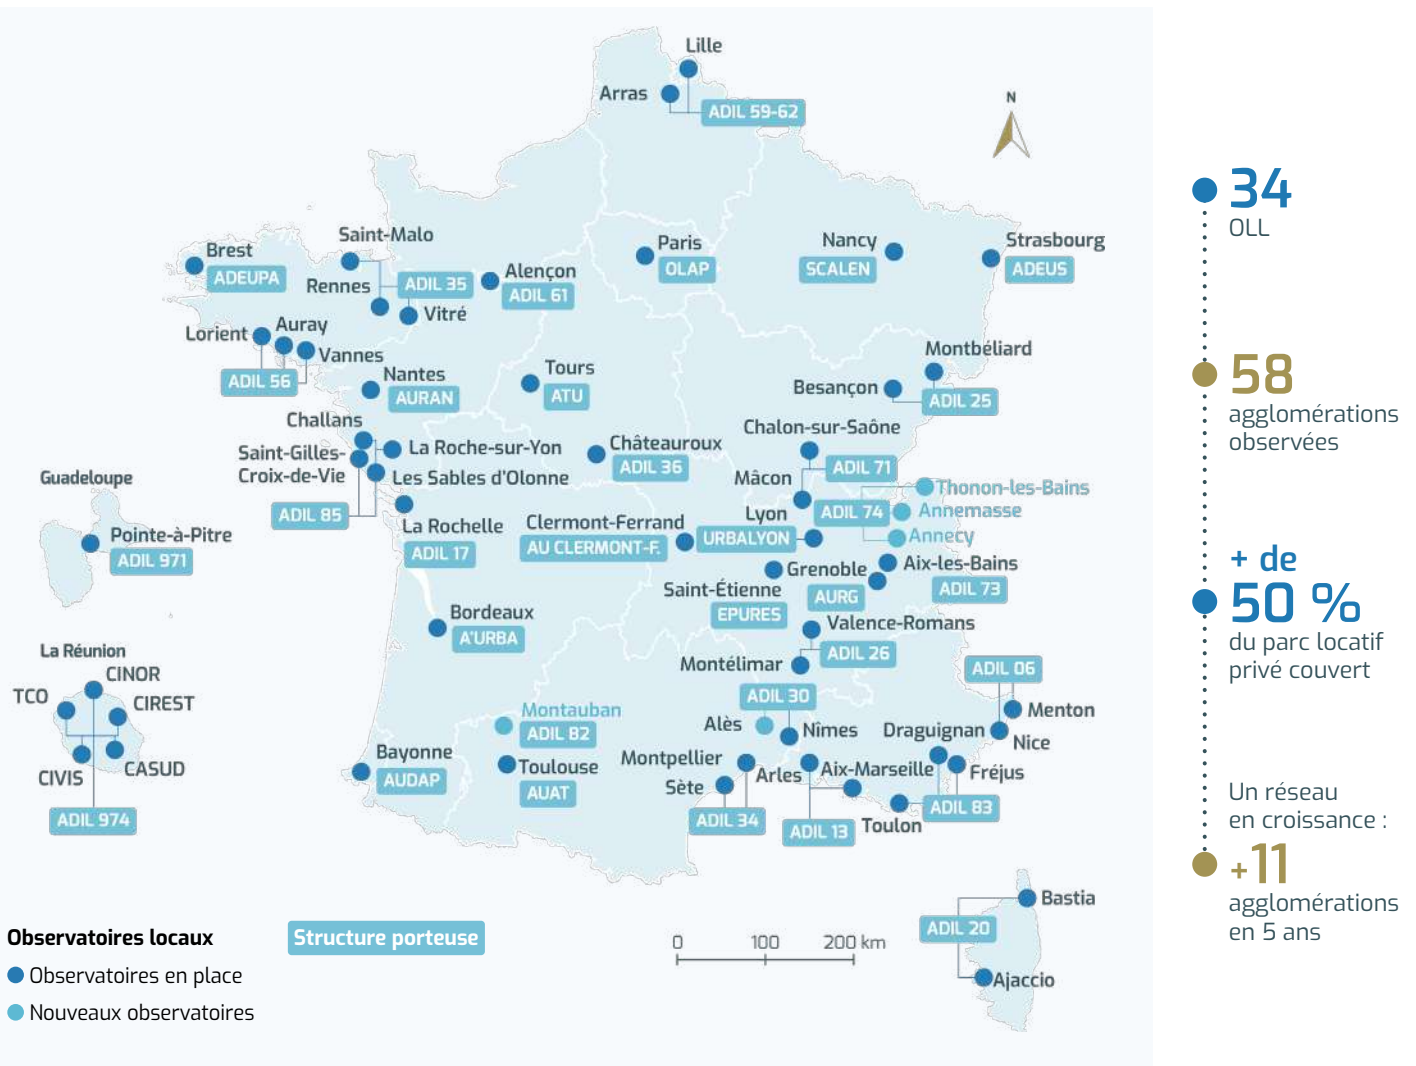 Lille
Arras
ADIL 59-62
N
Saint-Malo
Brest
ADEUPA
Rennes
ADIL 35
Vitré
Alençon
ADIL 61
Paris
OLAP
Nancy
SCALEN
Strasbourg
ADEUS
Lorient
Auray
Vannes
ADIL 56
Nantes
AURAN
Tours
ATU
Montbéliard
Besançon
ADIL 25
Challans
Saint-Gilles-
Croix-de-Vie
La Roche-sur-Yon
Les Sables d'Olonne
ADIL 85
Châteauroux
ADIL 36
Chalon-sur-Saône
ADIL 71
Mâcon
Thonon-les-Bains
ADIL 74
Annemasse
Annecy
Lyon
URBALYON
La Rochelle
ADIL 17
Clermont-Ferrand
AU CLERMONT-F.
Aix-les-Bains
ADIL 73
Grenoble
AURG
Saint-Étienne
EPURES
Guadeloupe
Pointe-à-Pitre
ADIL 971
Bordeaux
A'URBA
Valence-Romans
ADIL 26
Montélimar
La Réunion
CINOR
TCO
CIREST
CIVIS
CASUD
ADIL 974
ADIL 06
Menton
Nice
ADIL 30
Alès
Nîmes
Montauban
ADIL 82
Toulouse
AUAT
Bayonne
AUDAP
Montpellier
Sète
ADIL 34
Arles
Aix-Marseille
ADIL 13
Draguignan
Fréjus
ADIL 83
Toulon
Bastia
ADIL 20
Ajaccio
Observatoires locaux
Structure porteuse
Observatoires en place
Nouveaux observatoires
0 100 200 km
34
OLL
58
agglomérations
observées
+ de
50 %
du parc locatif
privé couvert
Un réseau
en croissance :
+11
agglomérations
en 5 ans